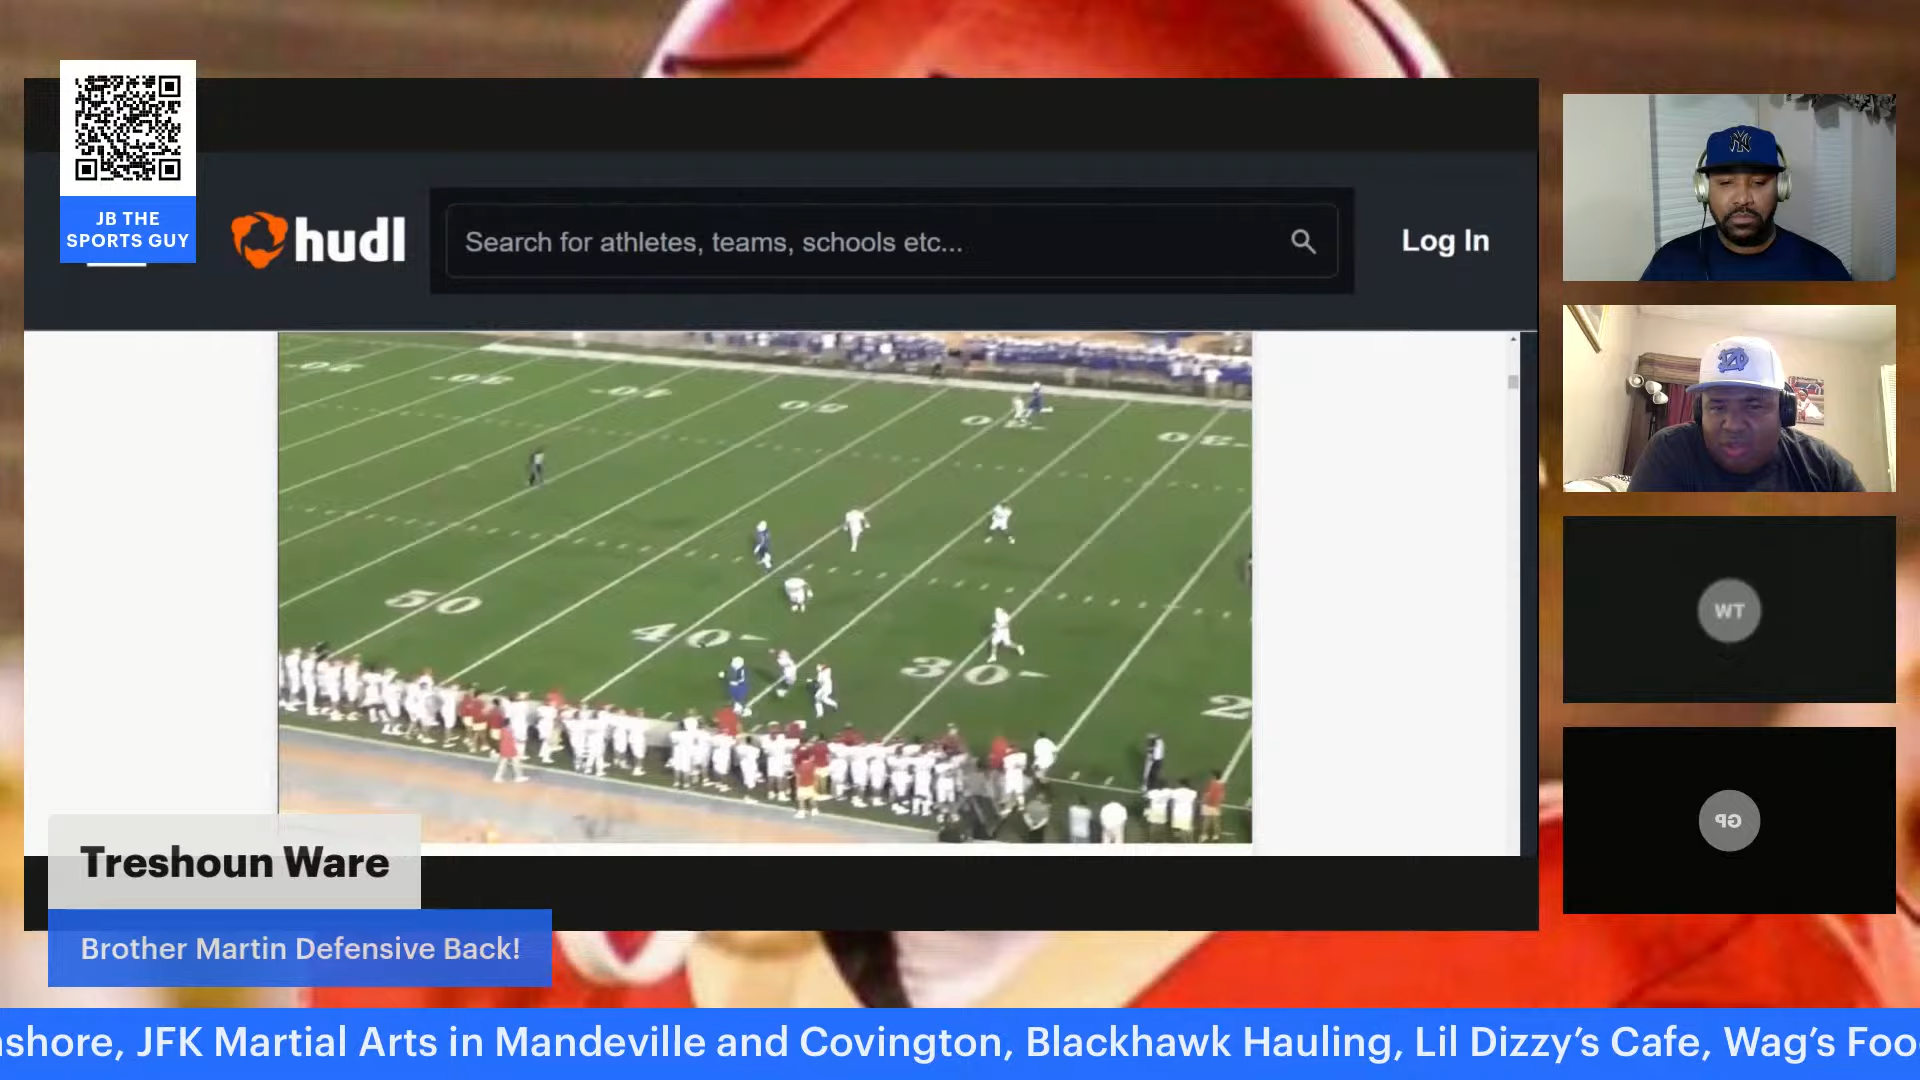 JB THE
SPORTS GUY
hudl
Search for athletes, teams, schools etc...
Log In
NY
50
40
30
2
WT
GP
Treshoun Ware
Brother Martin Defensive Back!
shore, JFK Martial Arts in Mandeville and Covington, Blackhawk Hauling, Lil Dizzy’s Cafe, Wag’s Foo